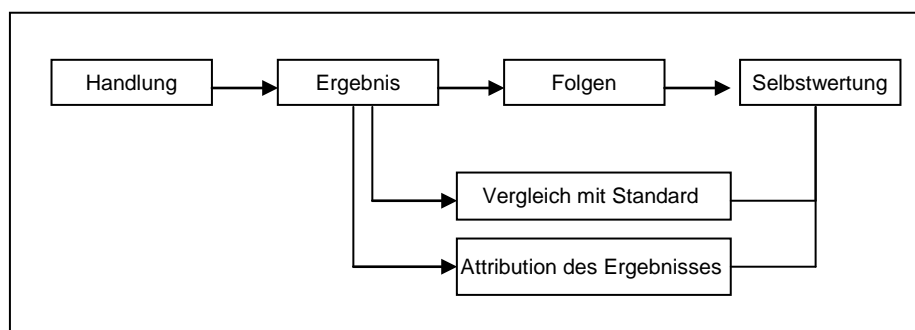 Handlung
Ergebnis
Folgen
Selbstwertung
Vergleich mit Standard
Attribution des Ergebnisses